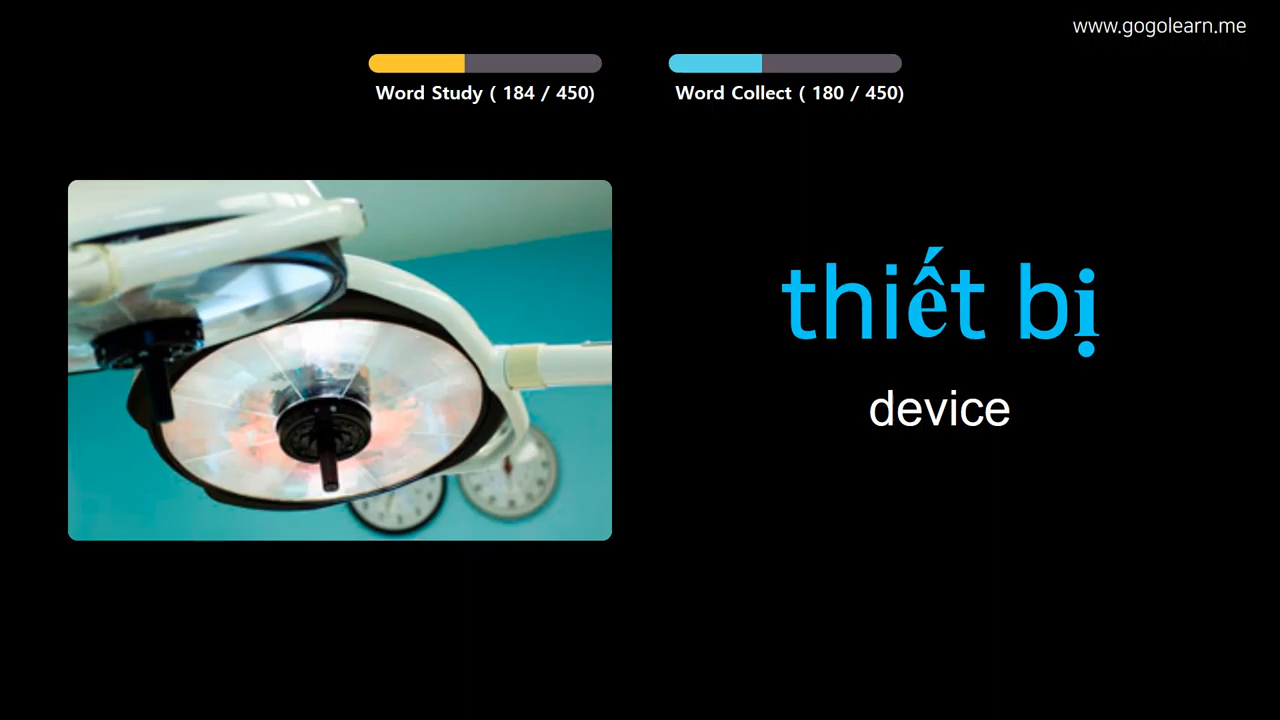 www.gogolearn.me
Word Study ( 184 / 450)
Word Collect ( 180 / 450)
thiết bị
device